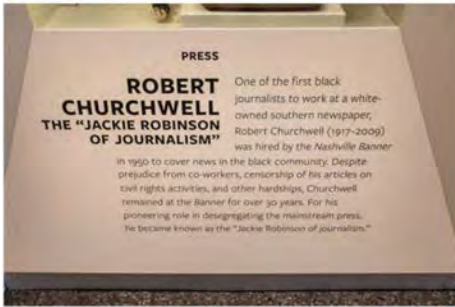 PRESS
ROBERT
CHURCHWELL
THE "JACKIE ROBINSON
OF JOURNALISM"
One of the first black
journalists to work at a white-
owned southern newspaper,
Robert Churchwell (1917–2009)
was hired by the Nashville Banner
in 1950 to cover news in the black community. Despite
prejudice from co-workers, censorship of his articles on
civil rights activities, and other hardships, Churchwell
remained at the Banner for over 30 years. For his
pioneering role in desegregating the mainstream press,
he became known as the "Jackie Robinson of journalism."